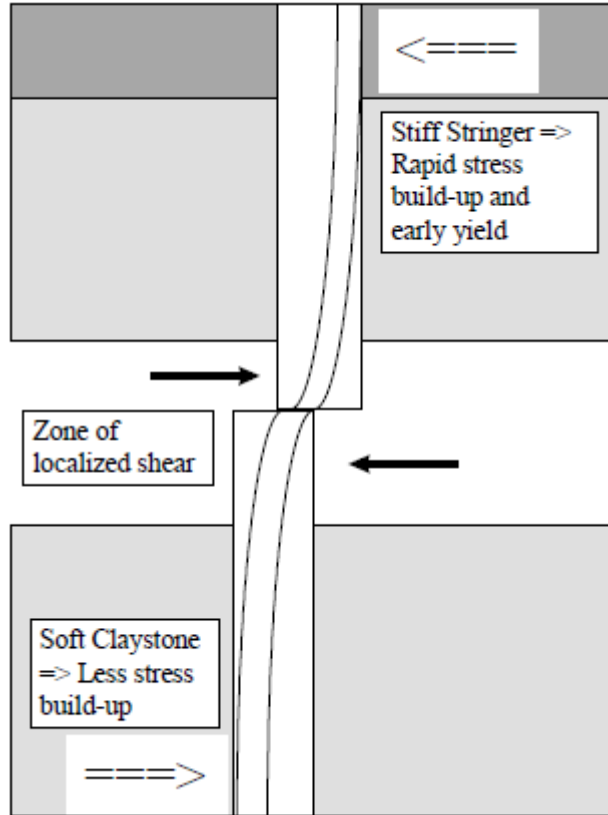 <===
Stiff Stringer =>
Rapid stress
build-up and
early yield
Zone of
localized shear
Soft Claystone
=> Less stress
build-up
===>